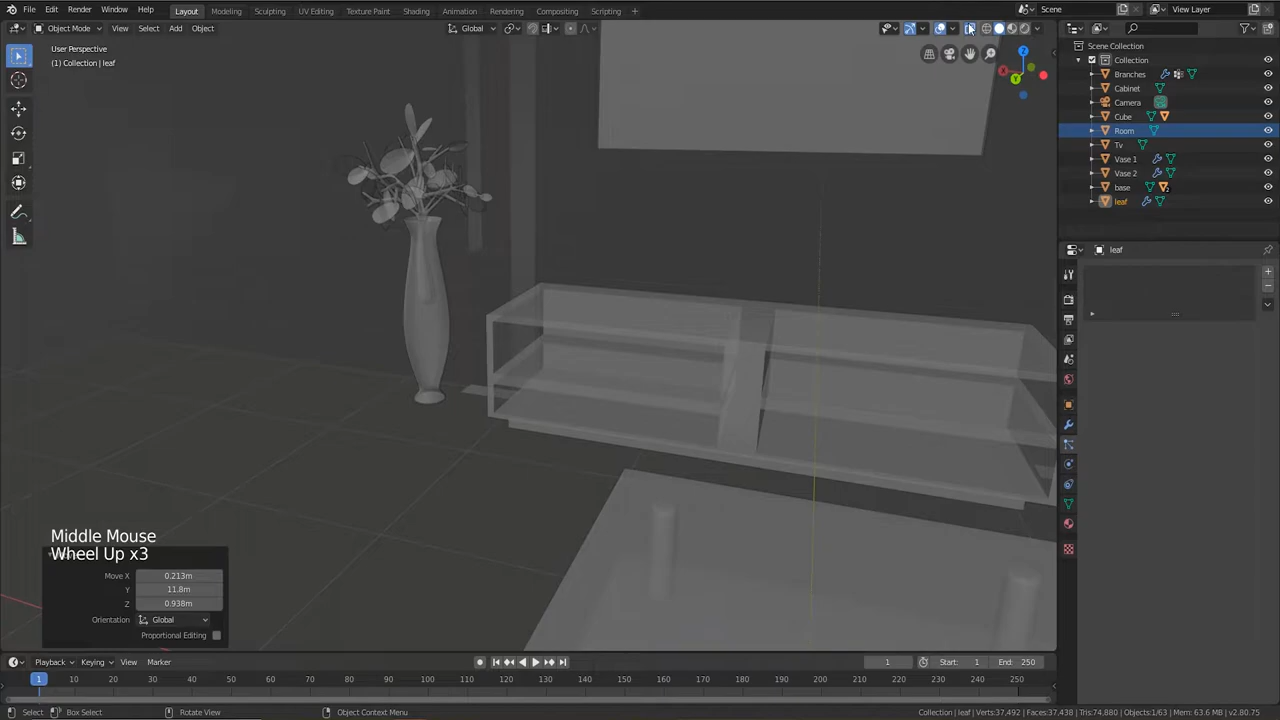 File Edit Render Window Help Layout Modeling Sculpting UV Editing Texture Paint Shading Animation Rendering Compositing Scripting + Scene View Layer
Object Mode View Select Add Object Global
User Perspective
(1) Collection | leaf
Z
Y
Scene Collection
Collection
Branches
Cabinet
Camera
Cube
Room
Tv
Vase 1
Vase 2
base
2
leaf
leaf
Middle Mouse
Wheel Up x3
Move X 0.213m
Y 11.8m
Z 0.938m
Orientation Global
Proportional Editing
Playback Keying View Marker 1 Start: 1 End: 250
1 10 20 30 40 50 60 70 80 90 100 110 120 130 140 150 160 170 180 190 200 210 220 230 240 250
Select Box Select Rotate View Object Context Menu Collection | leaf | Verts:37,492 | Faces:37,438 | Tris:74,880 | Objects:1/63 | Mem: 63.6 MB | v2.80.75